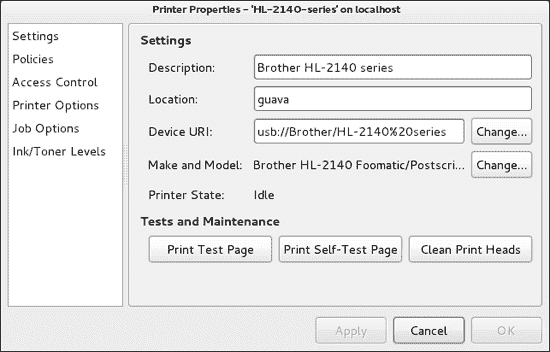 Printer Properties – 'HL-2140-series' on localhost
Settings
Policies
Access Control
Printer Options
Job Options
Ink/Toner Levels
Settings
Description: Brother HL-2140 series
Location: guava
Device URI: usb://Brother/HL-2140%20series Change...
Make and Model: Brother HL-2140 Foomatic/Postscri... Change...
Printer State: Idle
Tests and Maintenance
Print Test Page Print Self-Test Page Clean Print Heads
Apply Cancel OK